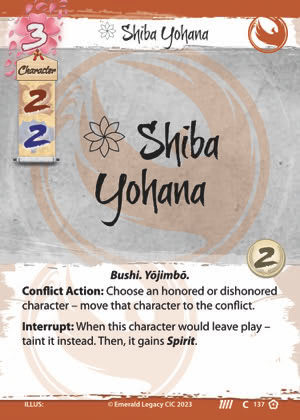 3
Shiba Yohana
Character
2
2
Shiba
Yohana
2
Bushi. Yōjimbō.
Conflict Action: Choose an honored or dishonored
character – move that character to the conflict.
Interrupt: When this character would leave play –
taint it instead. Then, it gains Spirit.
ILLUS: © Emerald Legacy CIC 2023 C 137